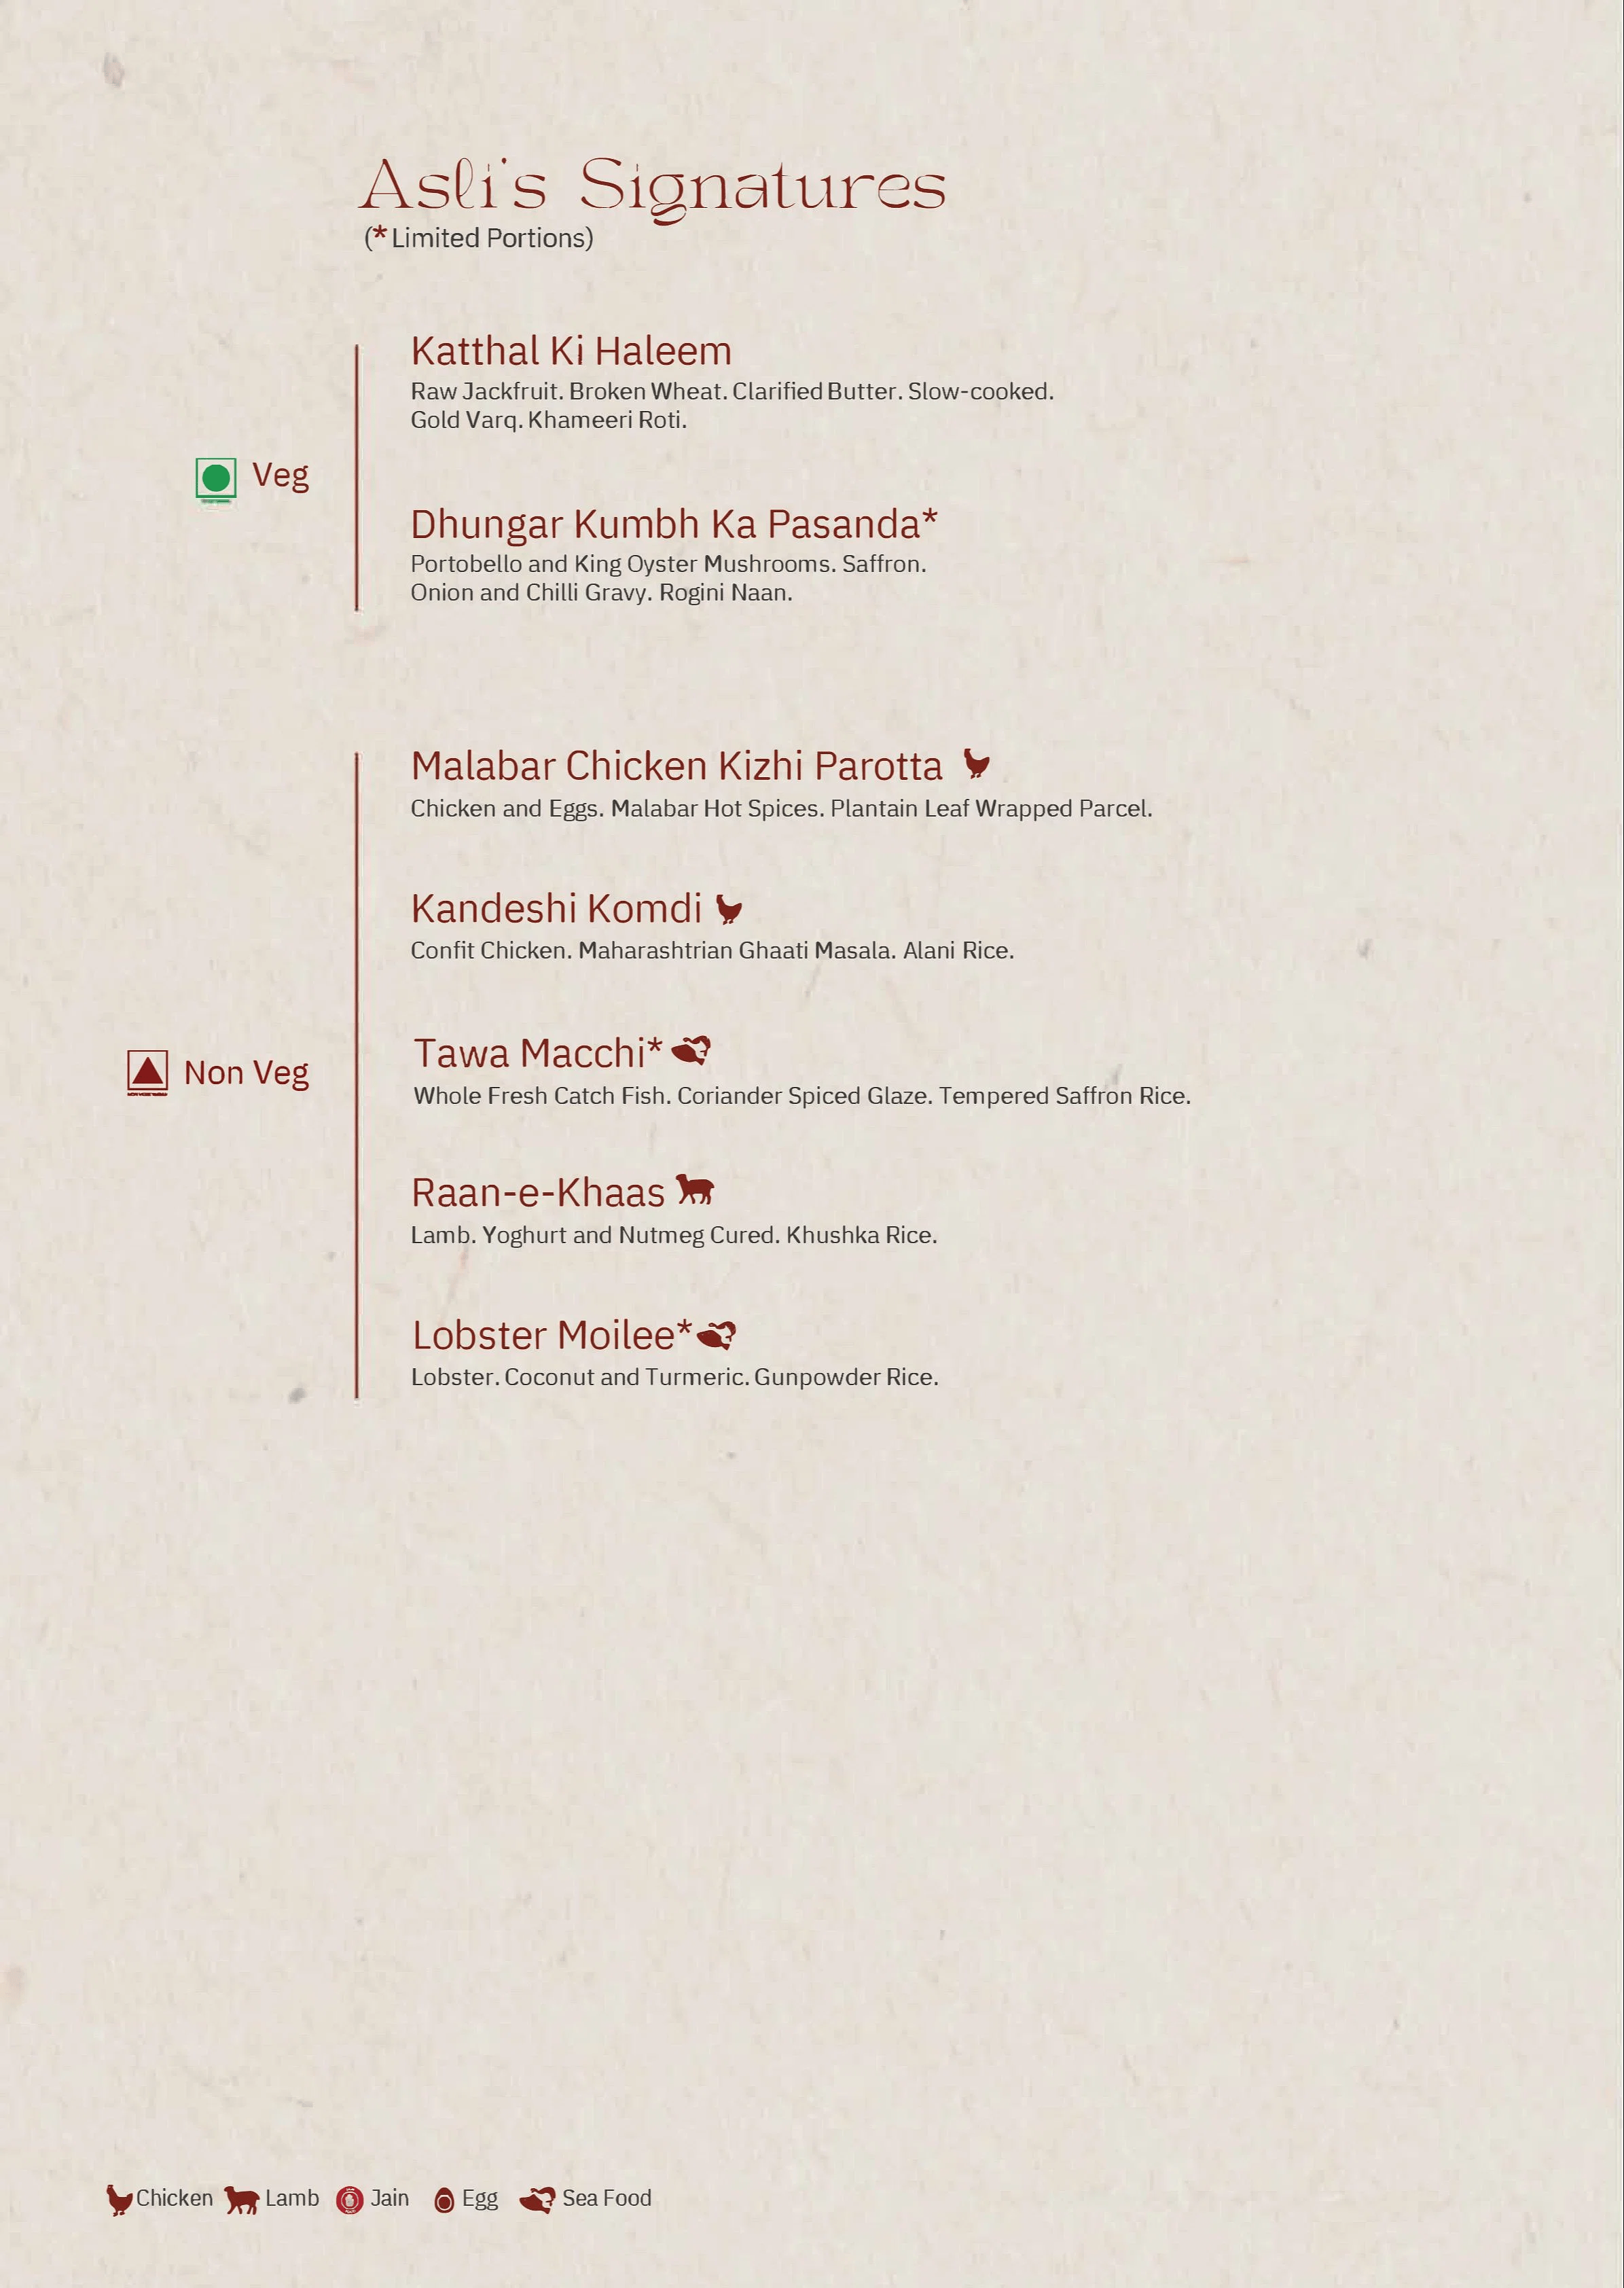 Asli's Signatures
(*Limited Portions)
Katthal Ki Haleem
Raw Jackfruit. Broken Wheat. Clarified Butter. Slow-cooked.
Gold Varq. Khameeri Roti.
Veg
Dhungar Kumbh Ka Pasanda*
Portobello and King Oyster Mushrooms. Saffron.
Onion and Chilli Gravy. Rogini Naan.
Malabar Chicken Kizhi Parotta
Chicken and Eggs. Malabar Hot Spices. Plantain Leaf Wrapped Parcel.
Kandeshi Komdi
Confit Chicken. Maharashtrian Ghaati Masala. Alani Rice.
Tawa Macchi*
Non Veg
Whole Fresh Catch Fish. Coriander Spiced Glaze. Tempered Saffron Rice.
Raan-e-Khaas
Lamb. Yoghurt and Nutmeg Cured. Khushka Rice.
Lobster Moilee*
Lobster. Coconut and Turmeric. Gunpowder Rice.
Chicken Lamb Jain Egg Sea Food